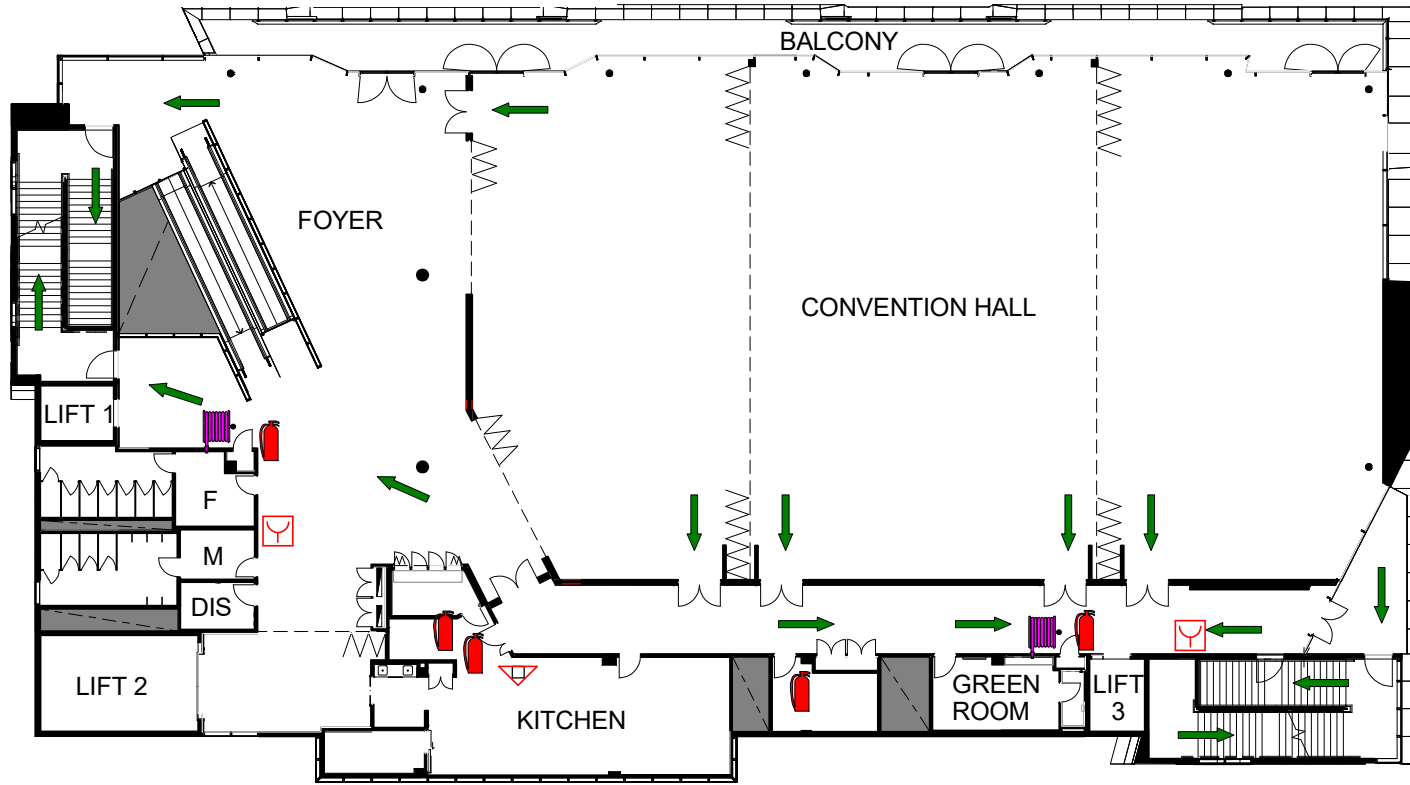 BALCONY
FOYER
CONVENTION HALL
LIFT 1
F
M
DIS
LIFT 2
KITCHEN
GREEN
ROOM
LIFT
3